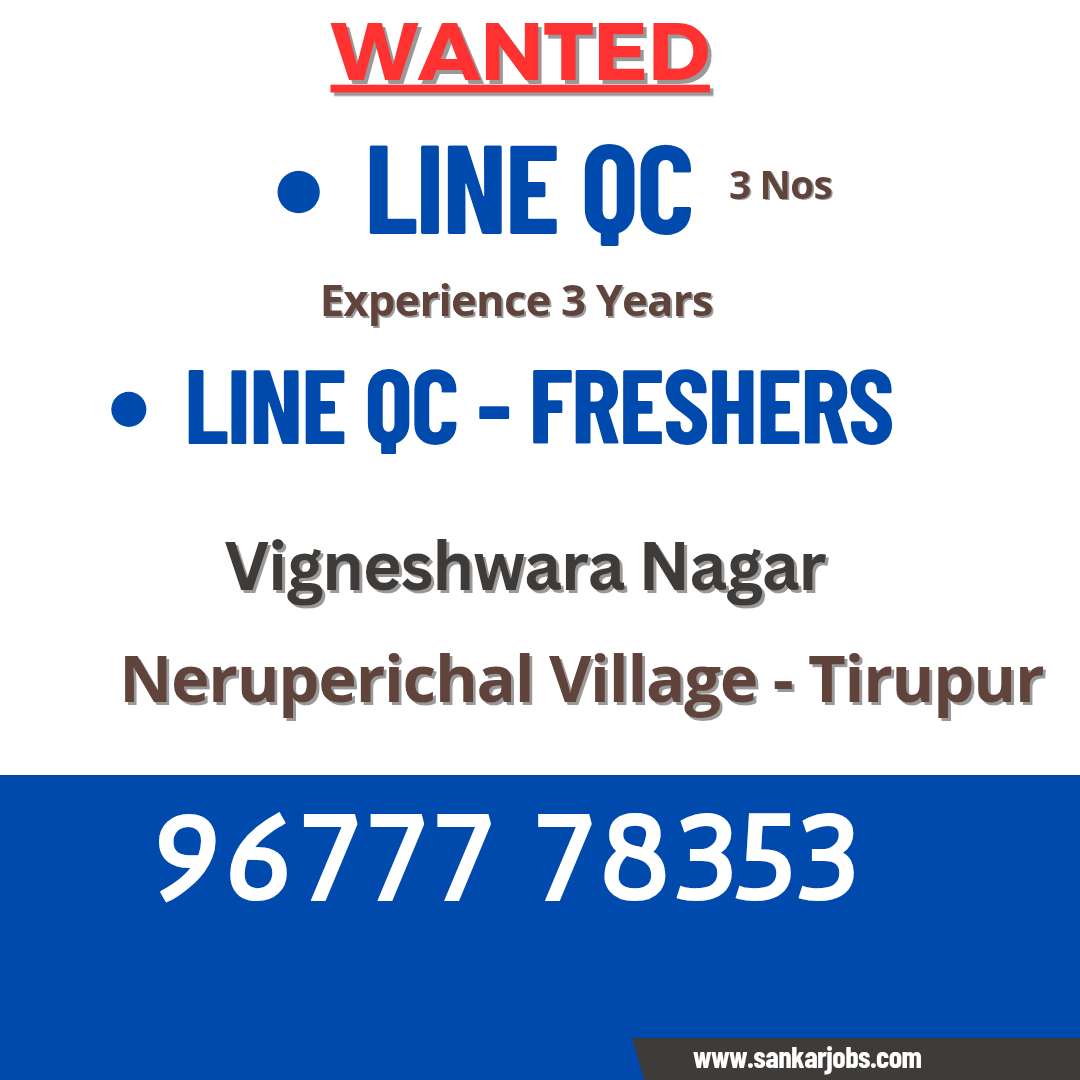 WANTED
• LINE QC 3 Nos
Experience 3 Years
• LINE QC - FRESHERS
Vigneshwara Nagar
Neruperichal Village - Tirupur
96777 78353
www.sankarjobs.com